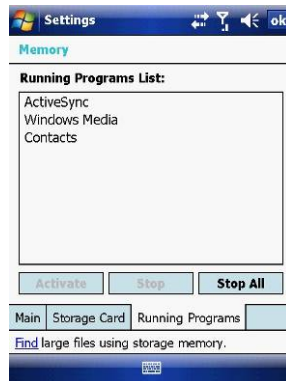 Settings ok
Memory
Running Programs List:
ActiveSync
Windows Media
Contacts
Activate Stop Stop All
Main Storage Card Running Programs
Find large files using storage memory.